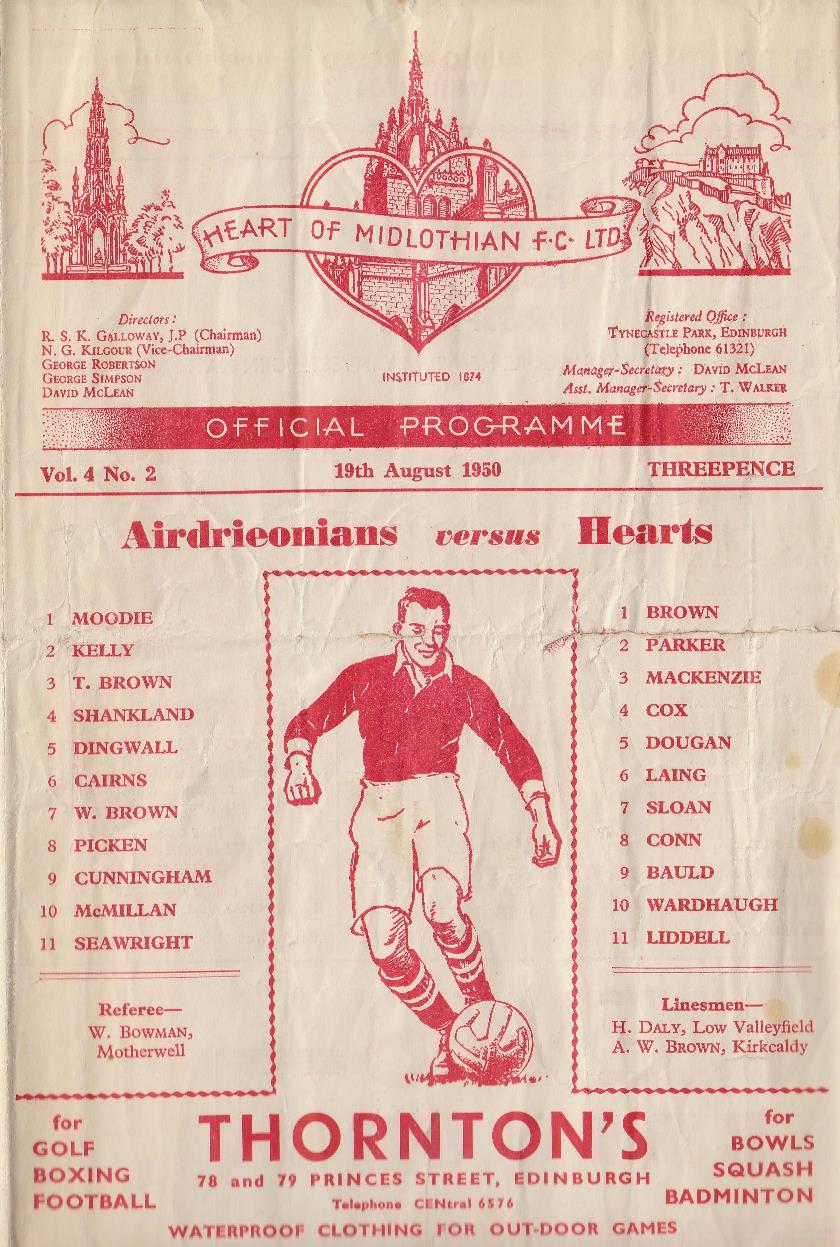 HEART OF MIDLOTHIAN F.C. LTD.
Directors:
R. S. K. GALLOWAY, J.P (Chairman)
N. G. KILGOUR (Vice-Chairman)
GEORGE ROBERTSON
GEORGE SIMPSON
DAVID McLEAN
INSTITUTED 1874
Registered Office:
TYNECASTLE PARK, EDINBURGH
(Telephone 61321)
Manager-Secretary: DAVID McLEAN
Asst. Manager-Secretary: T. WALKER
OFFICIAL PROGRAMME
Vol. 4 No. 2 19th August 1950 THREEPENCE
Airdrieonians versus Hearts
1 MOODIE
2 KELLY
3 T. BROWN
4 SHANKLAND
5 DINGWALL
6 CAIRNS
7 W. BROWN
8 PICKEN
9 CUNNINGHAM
10 McMILLAN
11 SEAWRIGHT
Referee—
W. BOWMAN,
Motherwell
1 BROWN
2 PARKER
3 MACKENZIE
4 COX
5 DOUGAN
6 LAING
7 SLOAN
8 CONN
9 BAULD
10 WARDHAUGH
11 LIDDELL
Linesmen—
H. DALY, Low Valleyfield
A. W. BROWN, Kirkcaldy
for
GOLF
BOXING
FOOTBALL
THORNTON'S
78 and 79 PRINCES STREET, EDINBURGH
Telephone CENtral 6576
for
BOWLS
SQUASH
BADMINTON
WATERPROOF CLOTHING FOR OUT-DOOR GAMES